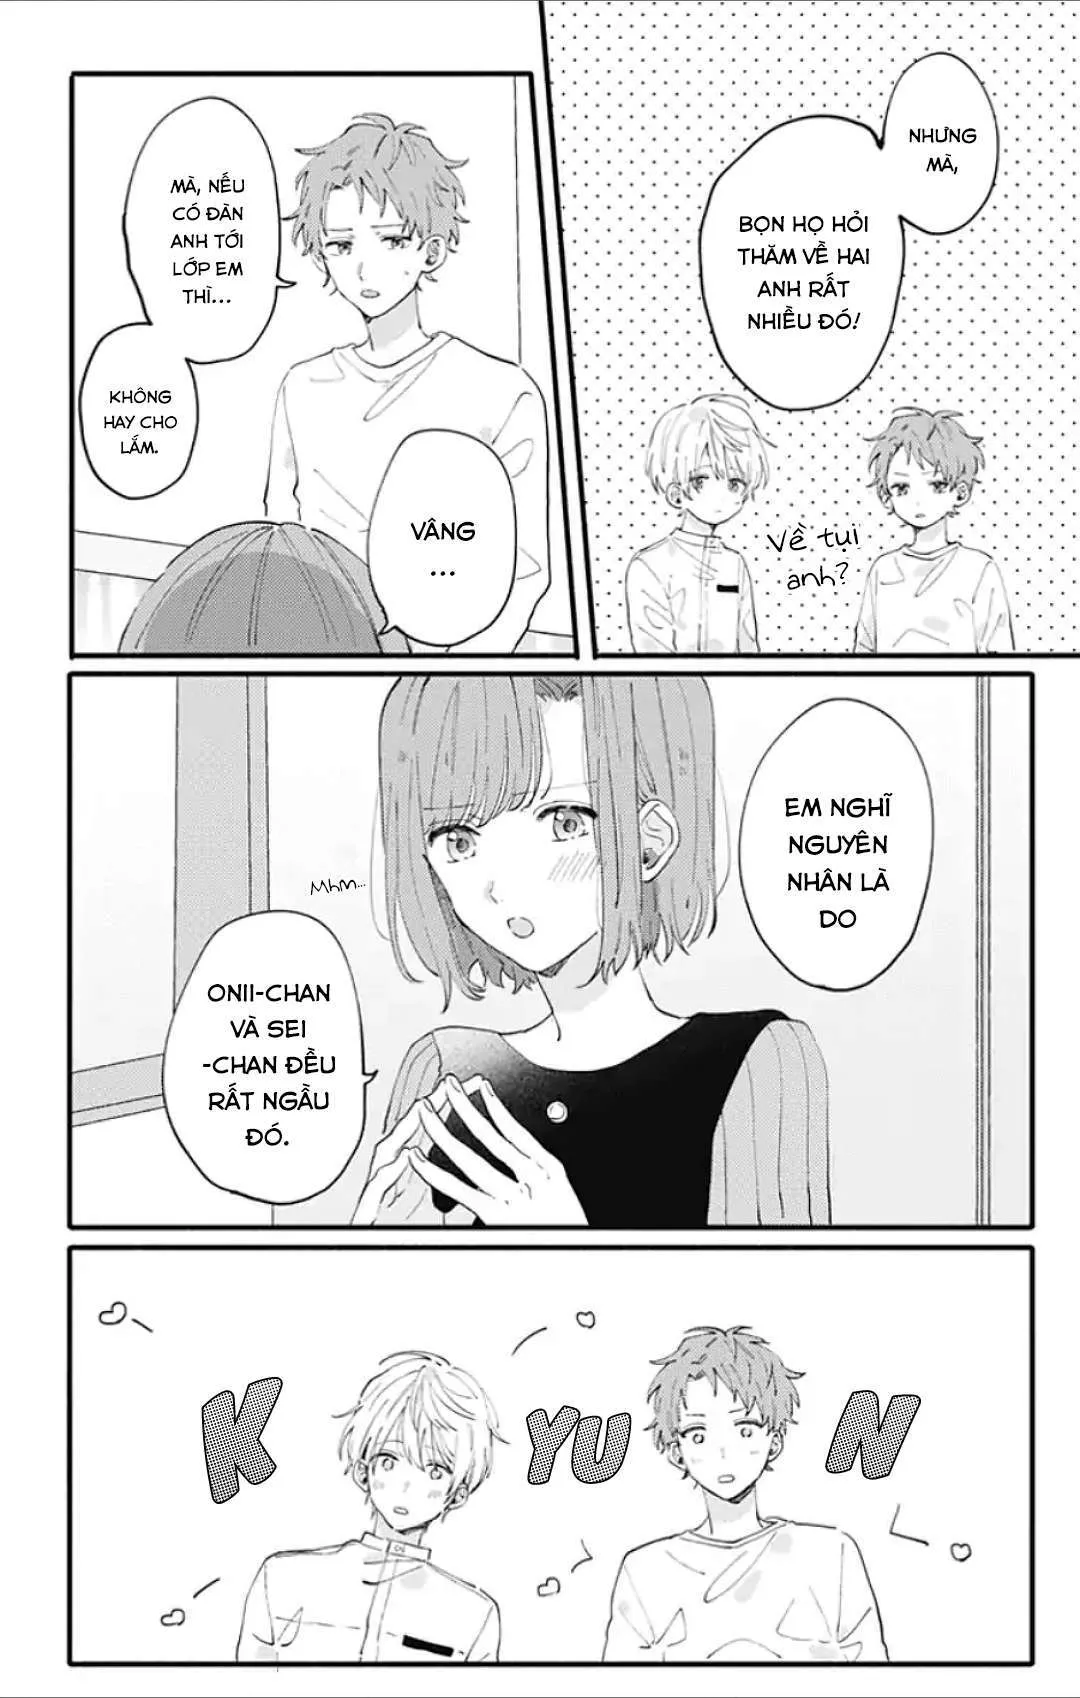 NHƯNG
MÀ,
BỌN HỌ HỎI
THĂM VỀ HAI
ANH RẤT
NHIỀU ĐÓ!
Về tụi
anh?
MÀ, NẾU
CÓ ĐÀN
ANH TỚI
LỚP EM
THÌ...
KHÔNG
HAY CHO
LẮM.
VÂNG
...
EM NGHĨ
NGUYÊN
NHÂN LÀ
DO
Mhm...
ONII-CHAN
VÀ SEI
-CHAN ĐỀU
RẤT NGẦU
ĐÓ.
KYUN